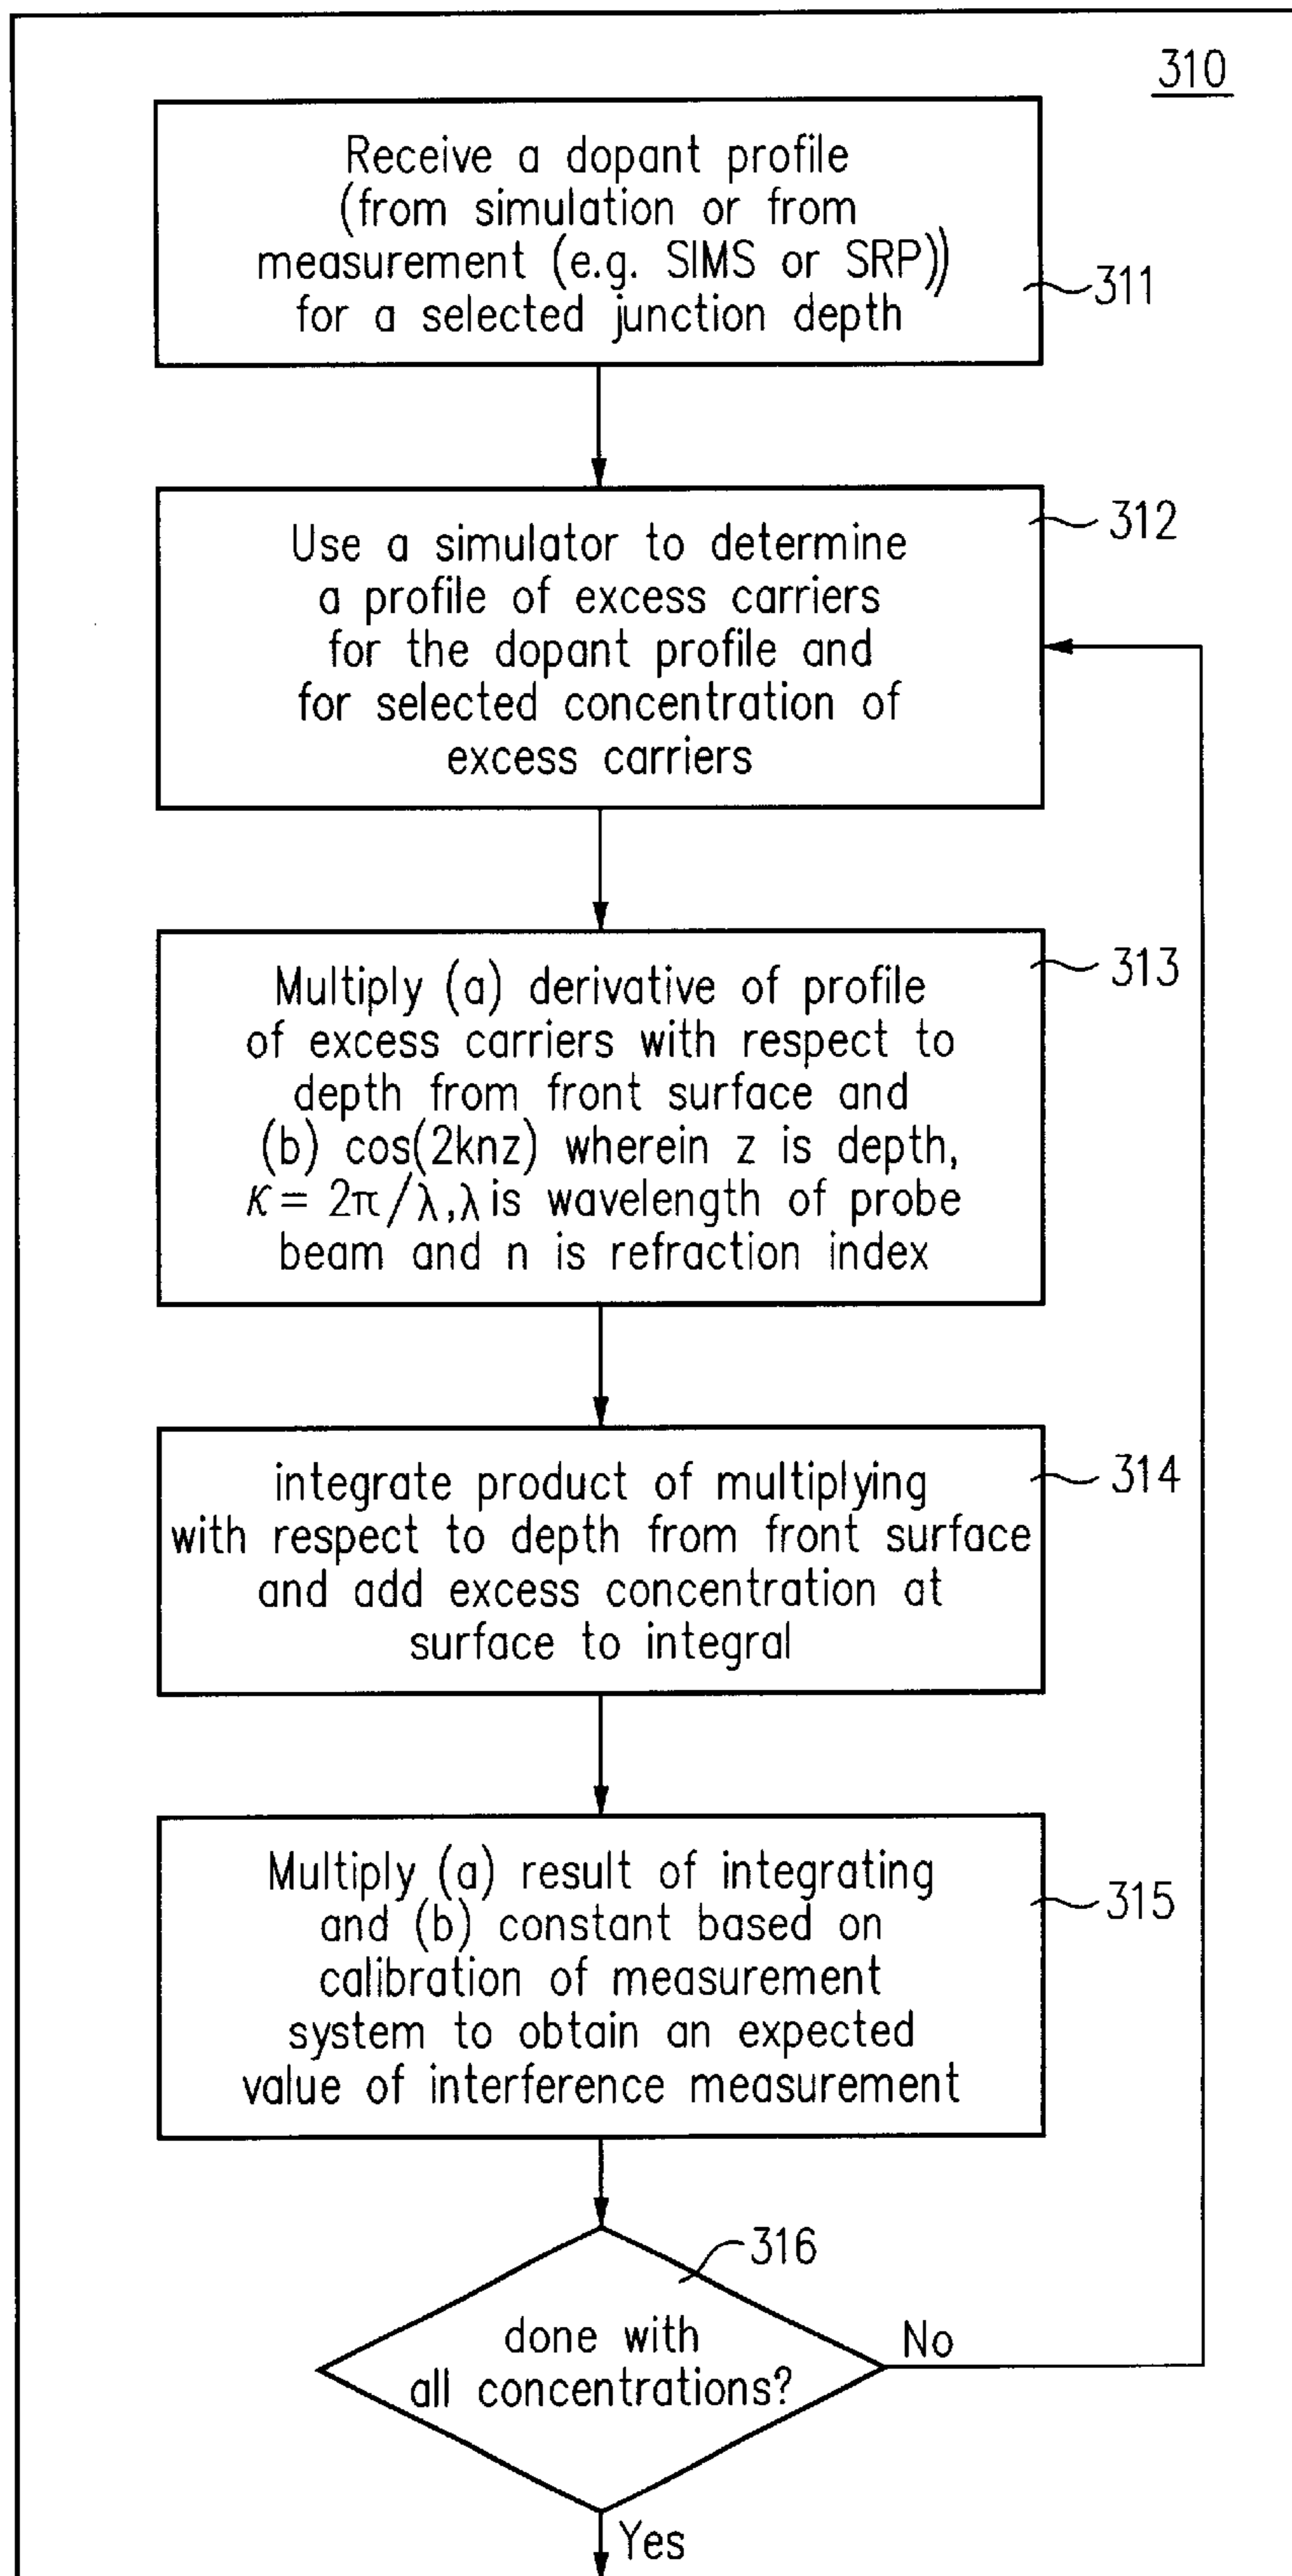 310
Receive a dopant profile
(from simulation or from
measurement (e.g. SIMS or SRP))
for a selected junction depth
311
312
Use a simulator to determine
a profile of excess carriers
for the dopant profile and
for selected concentration of
excess carriers
313
Multiply (a) derivative of profile
of excess carriers with respect to
depth from front surface and
(b) cos(2knz) wherein z is depth,
κ = 2π/λ,λ is wavelength of probe
beam and n is refraction index
314
integrate product of multiplying
with respect to depth from front surface
and add excess concentration at
surface to integral
315
Multiply (a) result of integrating
and (b) constant based on
calibration of measurement
system to obtain an expected
value of interference measurement
316
done with
all concentrations?
No
Yes